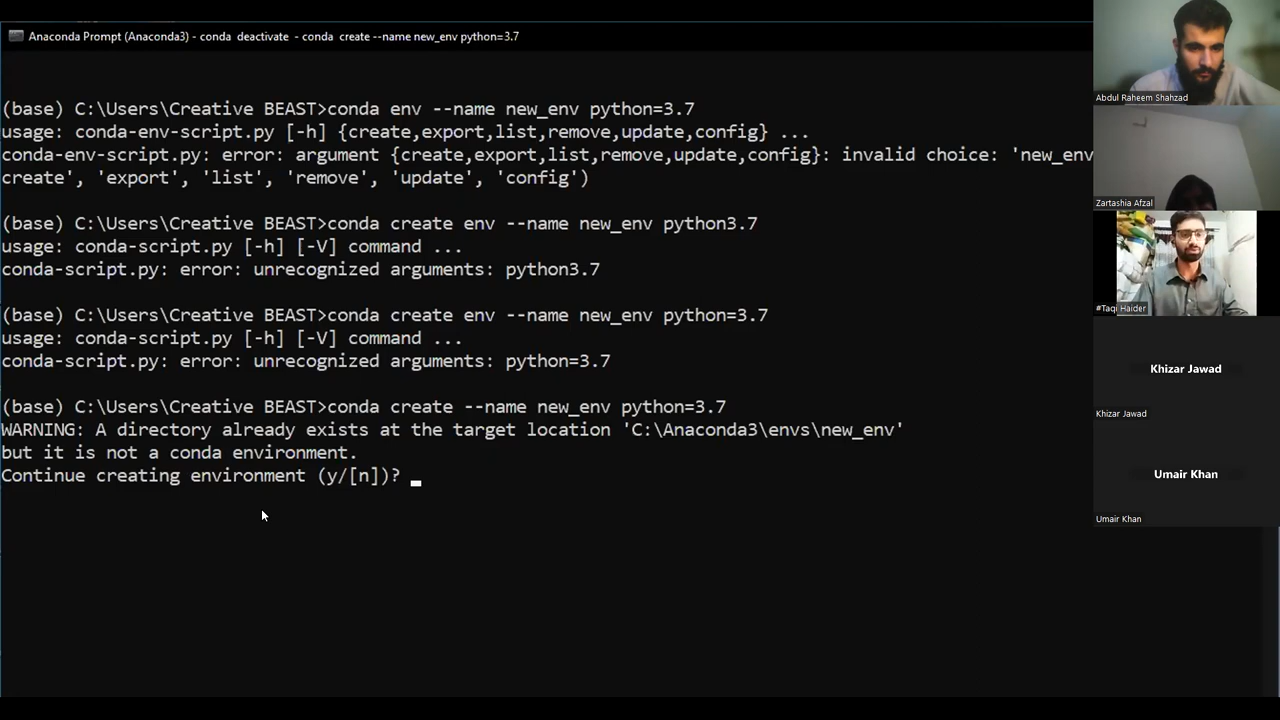 Anaconda Prompt (Anaconda3) - conda  deactivate  - conda  create --name new_env python=3.7
(base) C:\Users\Creative BEAST>conda env --name new_env python=3.7
usage: conda-env-script.py [-h] {create,export,list,remove,update,config} ...
conda-env-script.py: error: argument {create,export,list,remove,update,config}: invalid choice: 'new_env
create', 'export', 'list', 'remove', 'update', 'config')
(base) C:\Users\Creative BEAST>conda create env --name new_env python3.7
usage: conda-script.py [-h] [-V] command ...
conda-script.py: error: unrecognized arguments: python3.7
(base) C:\Users\Creative BEAST>conda create env --name new_env python=3.7
usage: conda-script.py [-h] [-V] command ...
conda-script.py: error: unrecognized arguments: python=3.7
(base) C:\Users\Creative BEAST>conda create --name new_env python=3.7
WARNING: A directory already exists at the target location 'C:\Anaconda3\envs\new_env'
but it is not a conda environment.
Continue creating environment (y/[n])?
Abdul Raheem Shahzad
Zartashia Afzal
#Taqi Haider
Khizar Jawad
Khizar Jawad
Umair Khan
Umair Khan